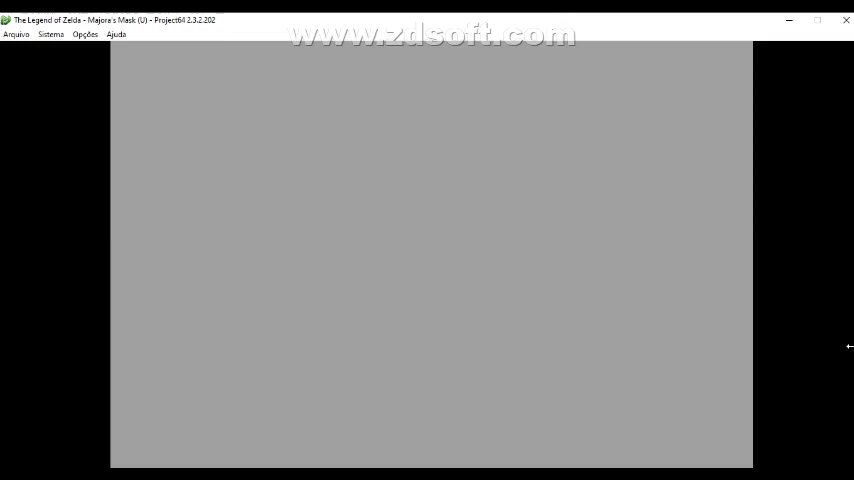 The Legend of Zelda - Majora's Mask (U) - Project64 2.3.2.202
Arquivo Sistema Opções Ajuda
www.zdsoft.com